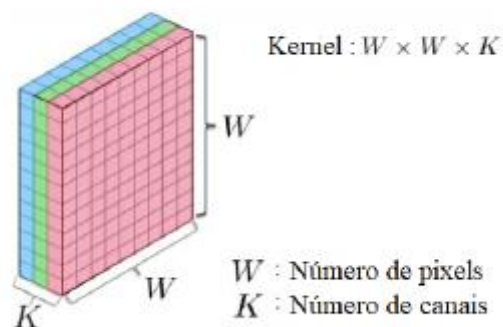 Kernel : W × W × K
W
W
K
W : Número de pixels
K : Número de canais